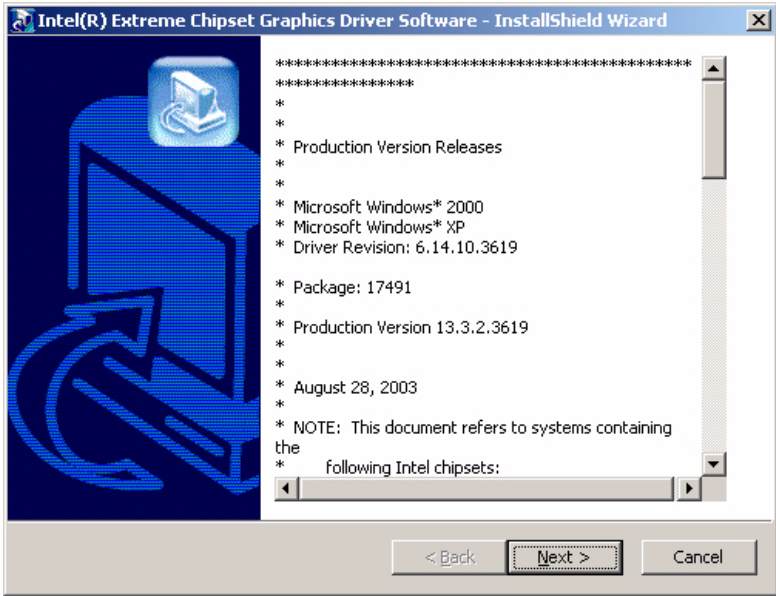 Intel(R) Extreme Chipset Graphics Driver Software - InstallShield Wizard
*********************************************
***************
*
*
* Production Version Releases
*
*
* Microsoft Windows* 2000
* Microsoft Windows* XP
* Driver Revision: 6.14.10.3619

* Package: 17491
*
* Production Version 13.3.2.3619
*
*
* August 28, 2003
*
* NOTE: This document refers to systems containing
the
* following Intel chipsets:
< Back Next > Cancel